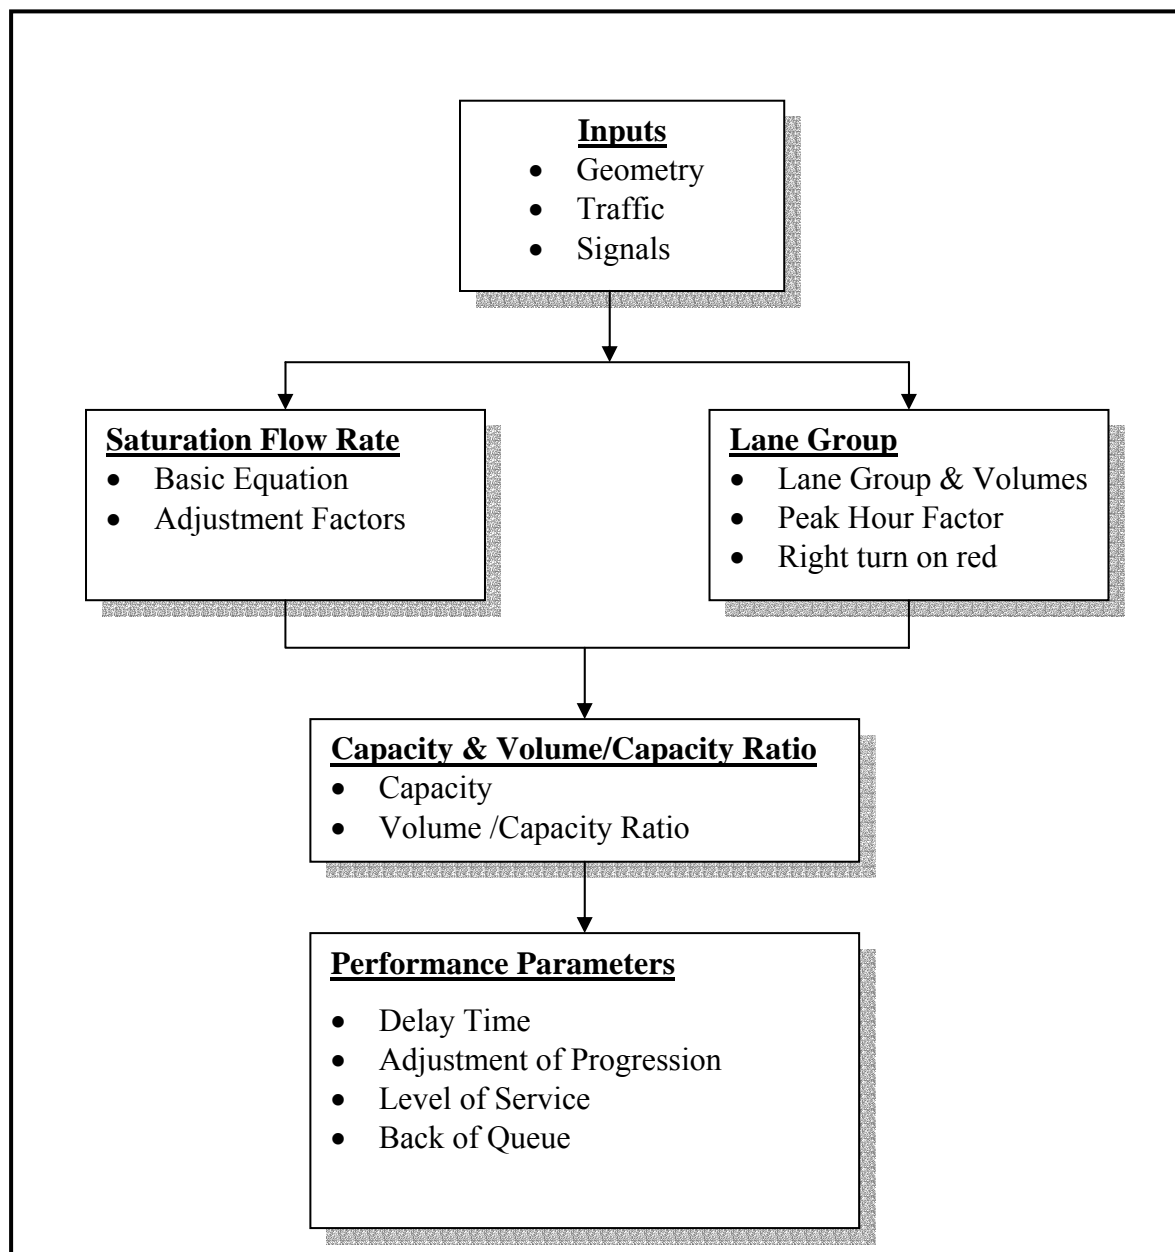 Inputs
• Geometry
• Traffic
• Signals
Saturation Flow Rate
• Basic Equation
• Adjustment Factors
Lane Group
• Lane Group & Volumes
• Peak Hour Factor
• Right turn on red
Capacity & Volume/Capacity Ratio
• Capacity
• Volume /Capacity Ratio
Performance Parameters
• Delay Time
• Adjustment of Progression
• Level of Service
• Back of Queue